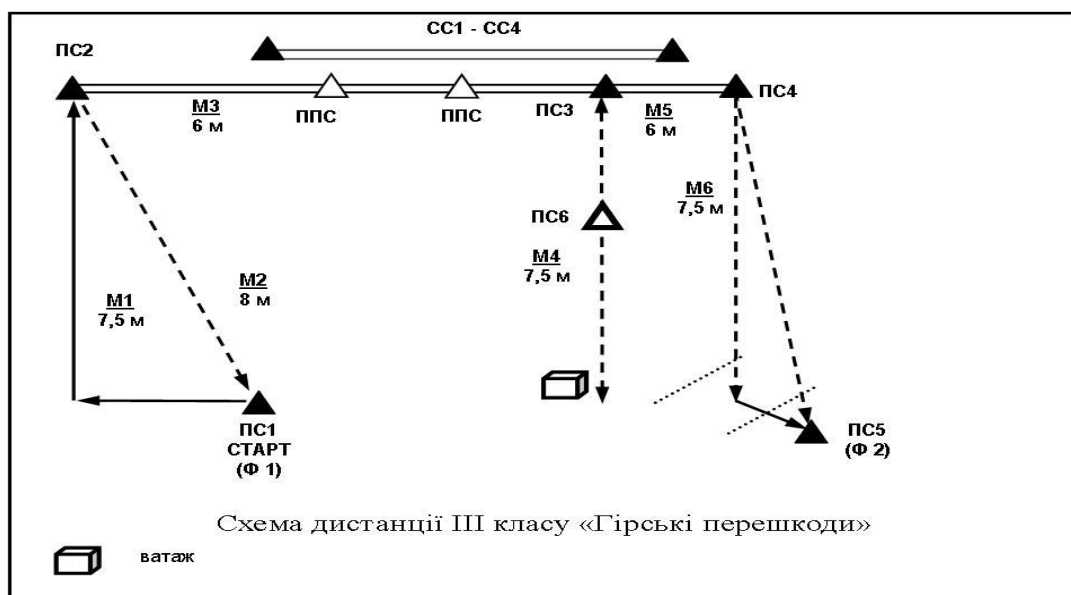 СС1 - СС4
ПС2
М3
6 м
ППС
ППС
ПС3
М5
6 м
ПС4
М6
7,5 м
ПС6
М4
7,5 м
М2
8 м
М1
7,5 м
ПС1
СТАРТ
(Ф 1)
ПС5
(Ф 2)
Схема дистанції ІІІ класу «Гірські перешкоди»
ватаж